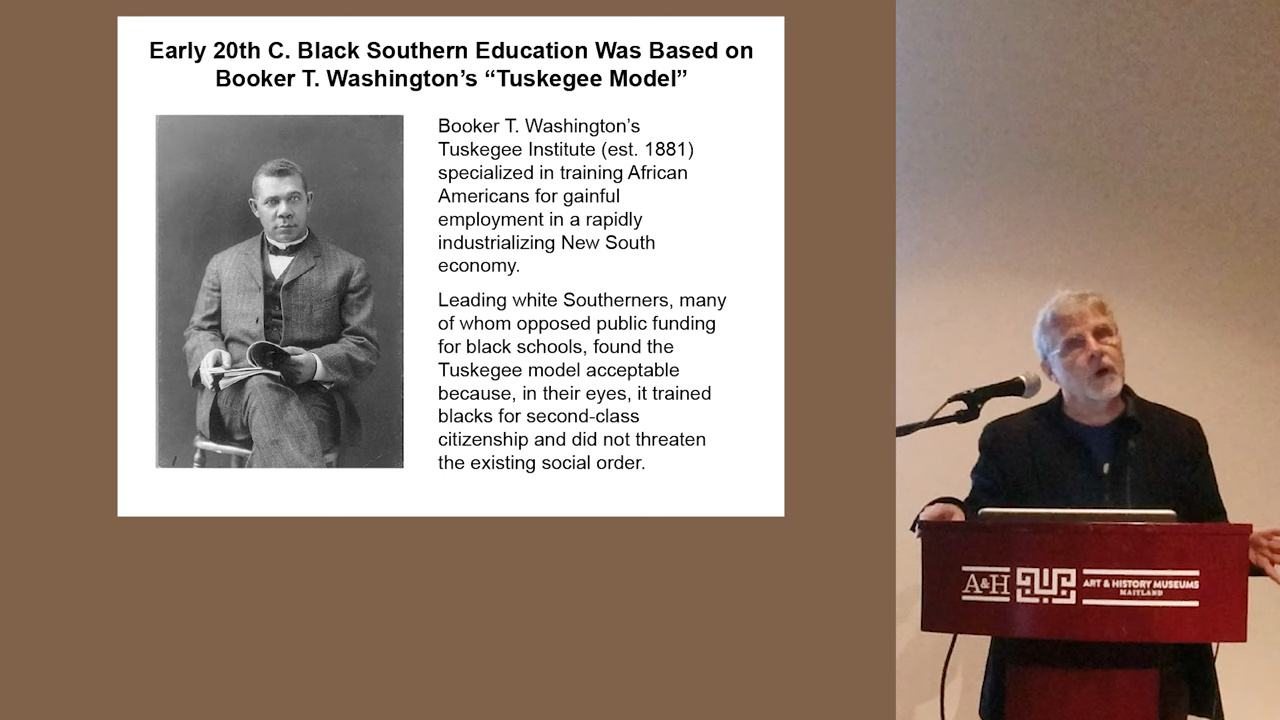 Early 20th C. Black Southern Education Was Based on
Booker T. Washington’s “Tuskegee Model”
Booker T. Washington’s
Tuskegee Institute (est. 1881)
specialized in training African
Americans for gainful
employment in a rapidly
industrializing New South
economy.
Leading white Southerners, many
of whom opposed public funding
for black schools, found the
Tuskegee model acceptable
because, in their eyes, it trained
blacks for second-class
citizenship and did not threaten
the existing social order.
A&H
ART & HISTORY MUSEUMS
MAITLAND